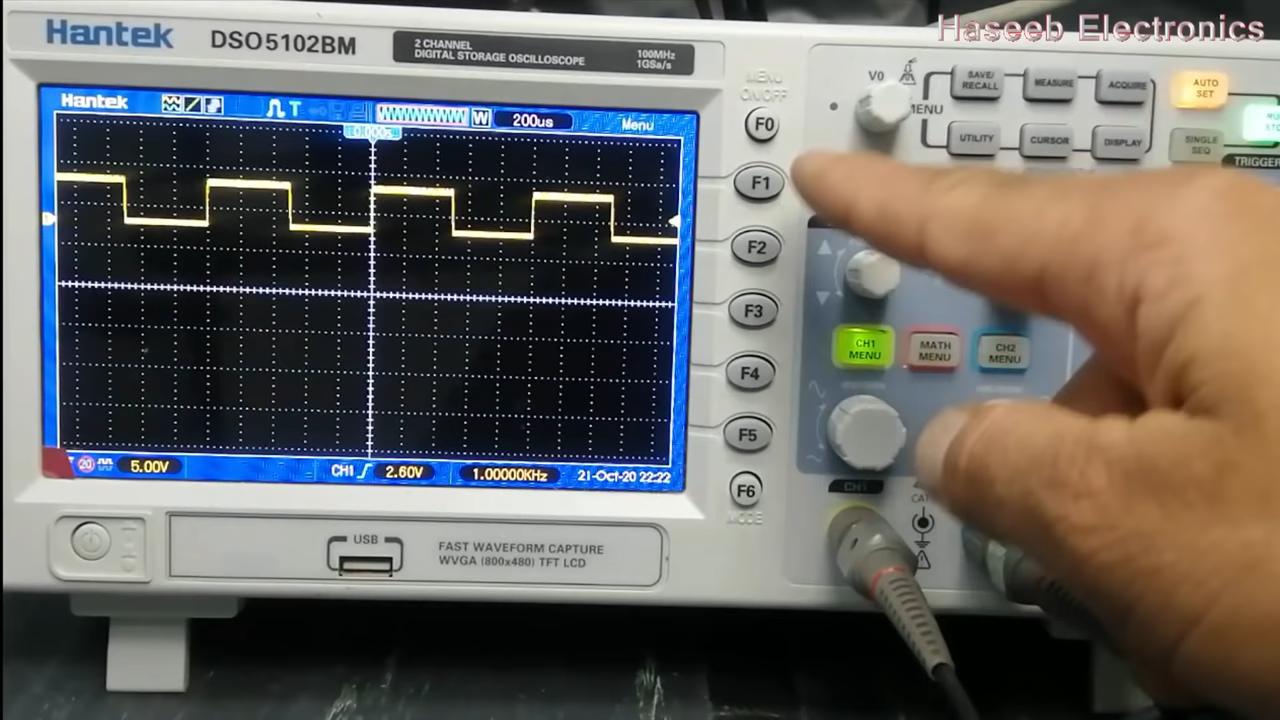 Haseeb Electronics
Hantek DSO5102BM
2 CHANNEL
DIGITAL STORAGE OSCILLOSCOPE
100MHz
1GSa/s
Hantek
T
W
200us
Menu
0.000s
20
5.00V
CH1
2.60V
1.00000KHz
21-Oct-20 22:22
MENU
ON/OFF
F0
F1
F2
F3
F4
F5
F6
MODE
V0
MENU
SAVE/
RECALL
MEASURE
ACQUIRE
AUTO
SET
UTILITY
CURSOR
DISPLAY
SINGLE
SEQ
TRIGGER
CH1
MENU
MATH
MENU
CH2
MENU
CH1
USB
FAST WAVEFORM CAPTURE
WVGA (800x480) TFT LCD